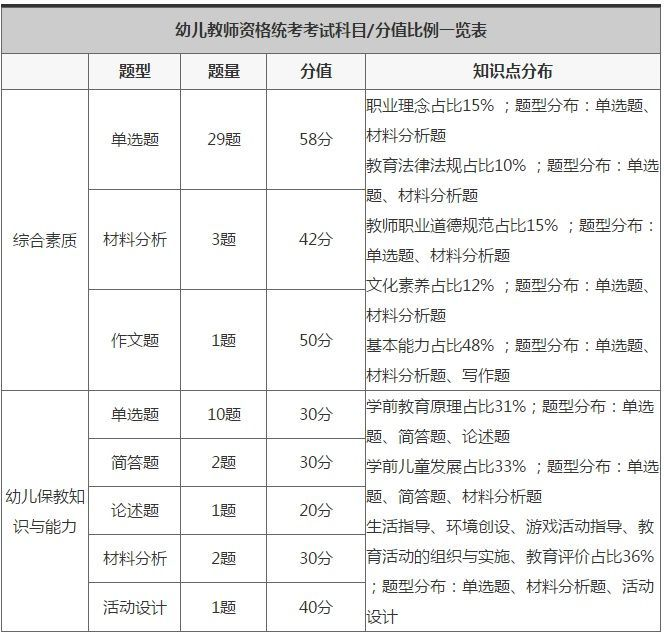 幼儿教师资格统考考试科目/分值比例一览表
题型 题量 分值 知识点分布
综合素质
单选题 29题 58分
材料分析 3题 42分
作文题 1题 50分
职业理念占比15% ；题型分布：单选题、
材料分析题
教育法律法规占比10% ；题型分布：单选
题、材料分析题
教师职业道德规范占比15% ；题型分布：
单选题、材料分析题
文化素养占比12% ；题型分布：单选题、
材料分析题
基本能力占比48% ；题型分布：单选题、
材料分析题、写作题
幼儿保教知
识与能力
单选题 10题 30分
简答题 2题 30分
论述题 1题 20分
材料分析 2题 30分
活动设计 1题 40分
学前教育原理占比31%；题型分布：单选
题、简答题、论述题
学前儿童发展占比33% ；题型分布：单选
题、简答题、材料分析题
生活指导、环境创设、游戏活动指导、教
育活动的组织与实施、教育评价占比36%
；题型分布：单选题、材料分析题、活动
设计